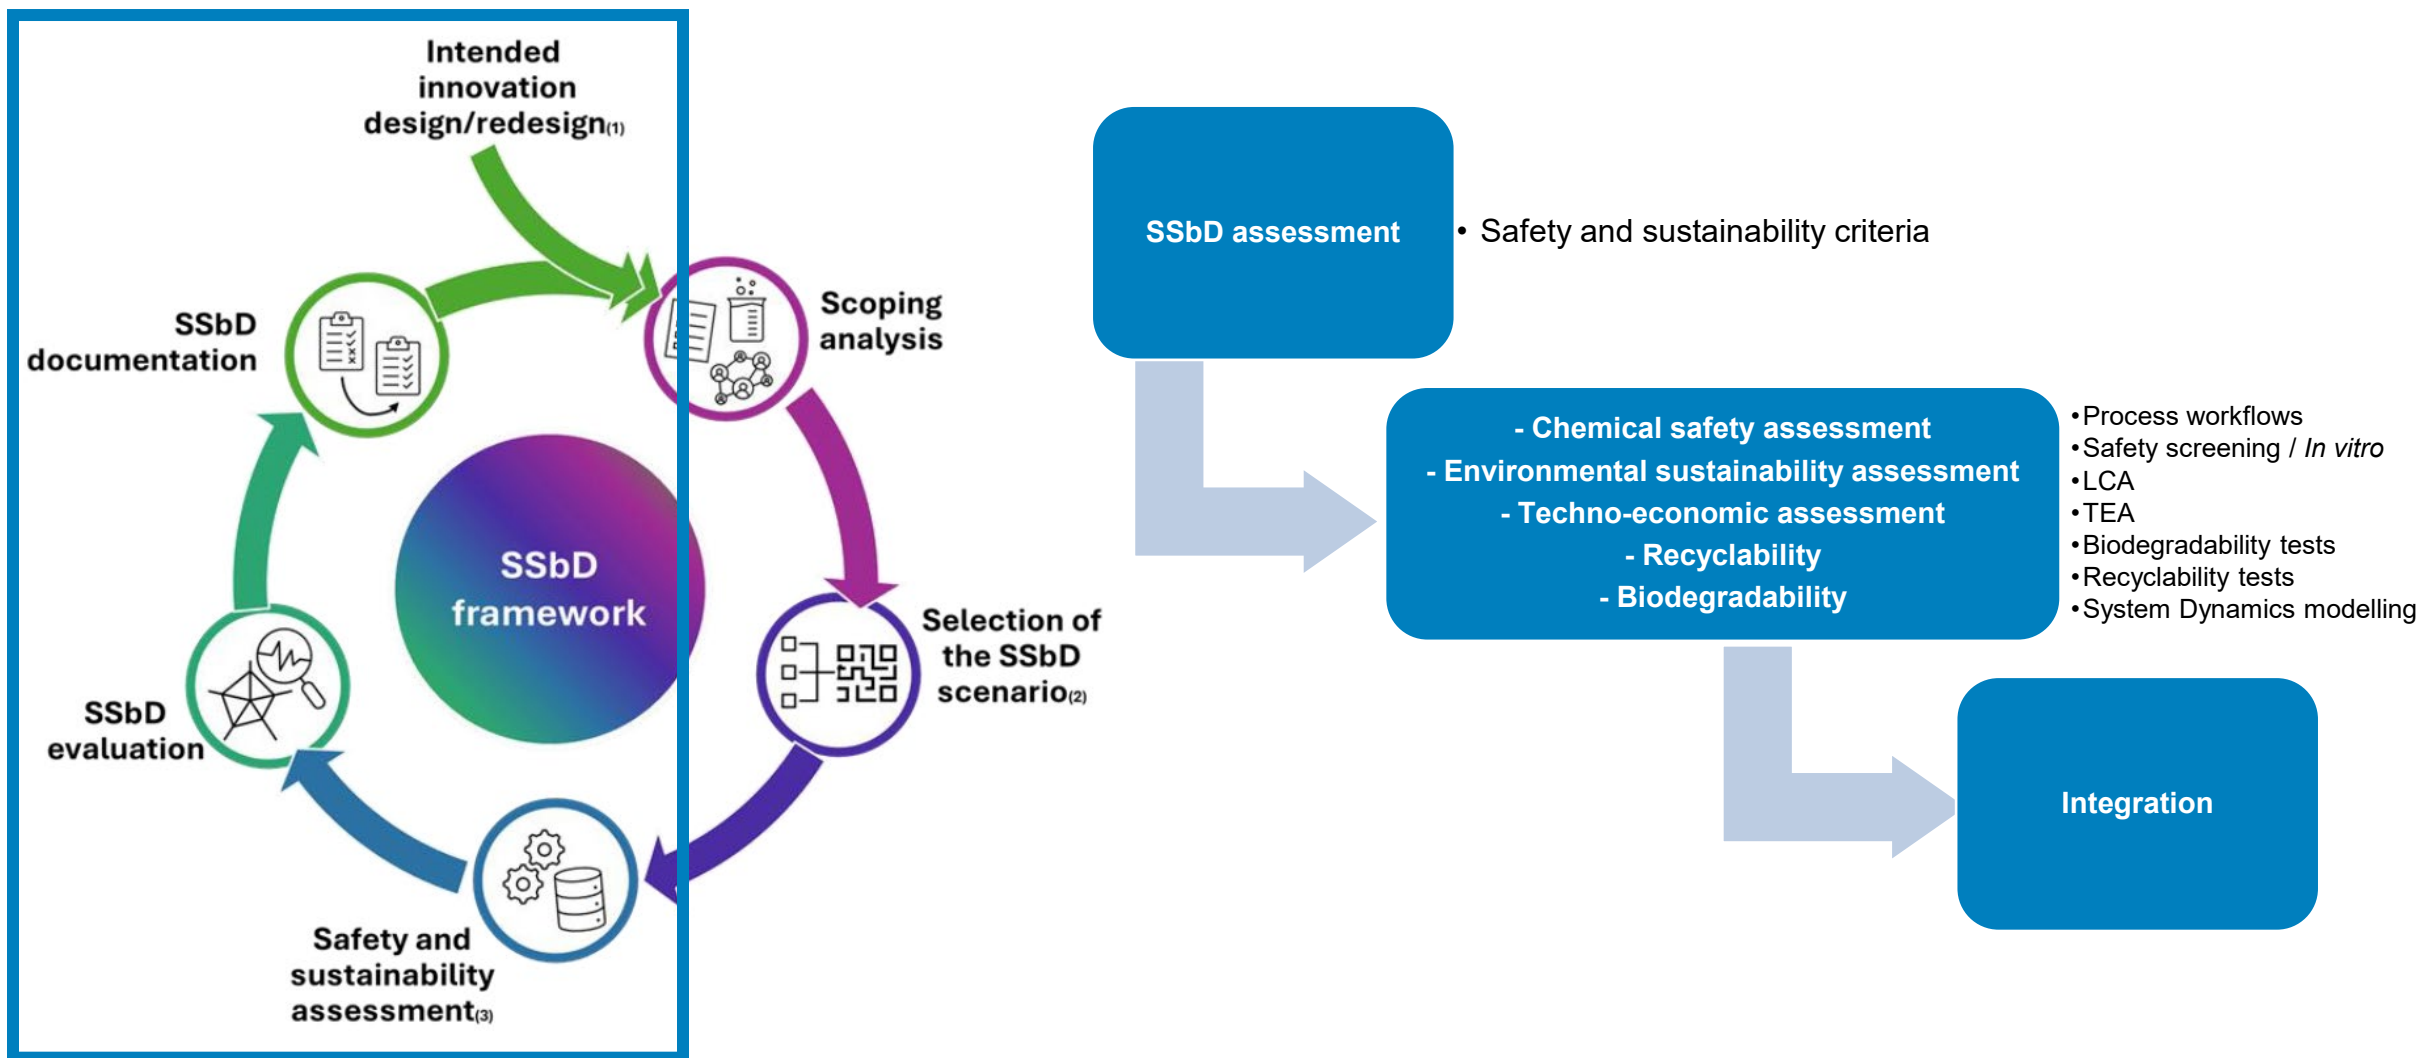 Intended
innovation
design/redesign(1)
SSbD
documentation
Scoping
analysis
SSbD
framework
Selection of
the SSbD
scenario(2)
SSbD
evaluation
Safety and
sustainability
assessment(3)
SSbD assessment
• Safety and sustainability criteria
- Chemical safety assessment
- Environmental sustainability assessment
- Techno-economic assessment
- Recyclability
- Biodegradability
•Process workflows
•Safety screening / In vitro
•LCA
•TEA
•Biodegradability tests
•Recyclability tests
•System Dynamics modelling
Integration